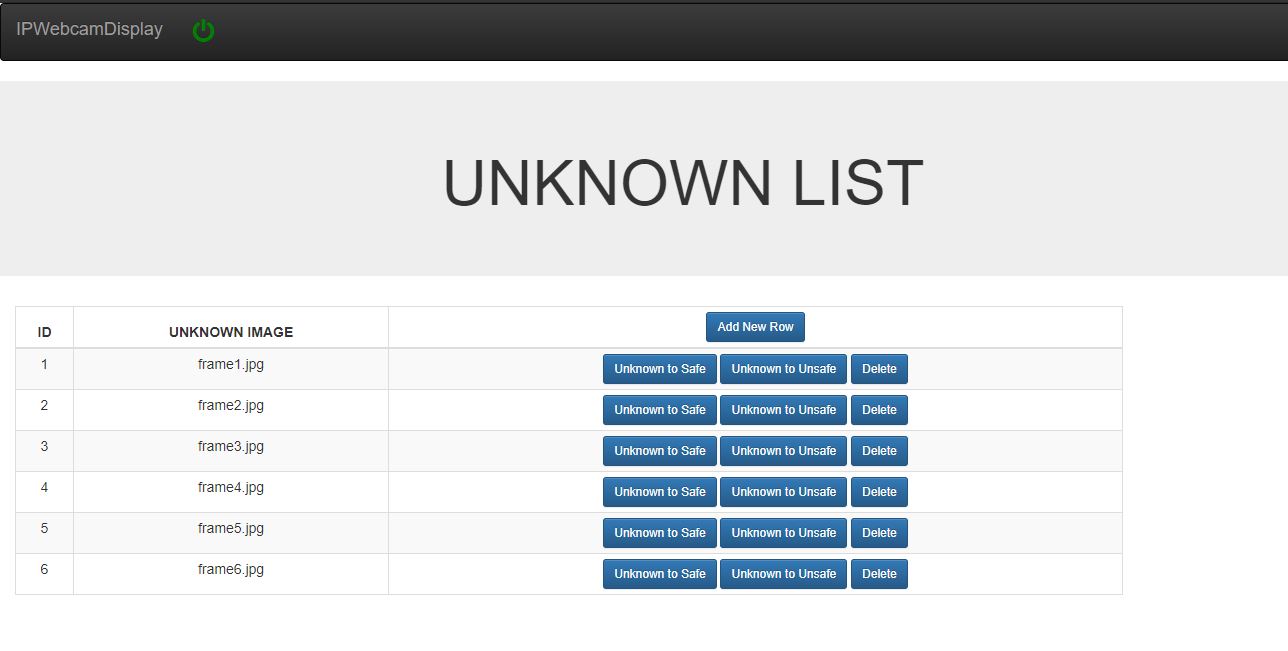 IPWebcamDisplay
UNKNOWN LIST
ID UNKNOWN IMAGE Add New Row
1 frame1.jpg Unknown to Safe Unknown to Unsafe Delete
2 frame2.jpg Unknown to Safe Unknown to Unsafe Delete
3 frame3.jpg Unknown to Safe Unknown to Unsafe Delete
4 frame4.jpg Unknown to Safe Unknown to Unsafe Delete
5 frame5.jpg Unknown to Safe Unknown to Unsafe Delete
6 frame6.jpg Unknown to Safe Unknown to Unsafe Delete